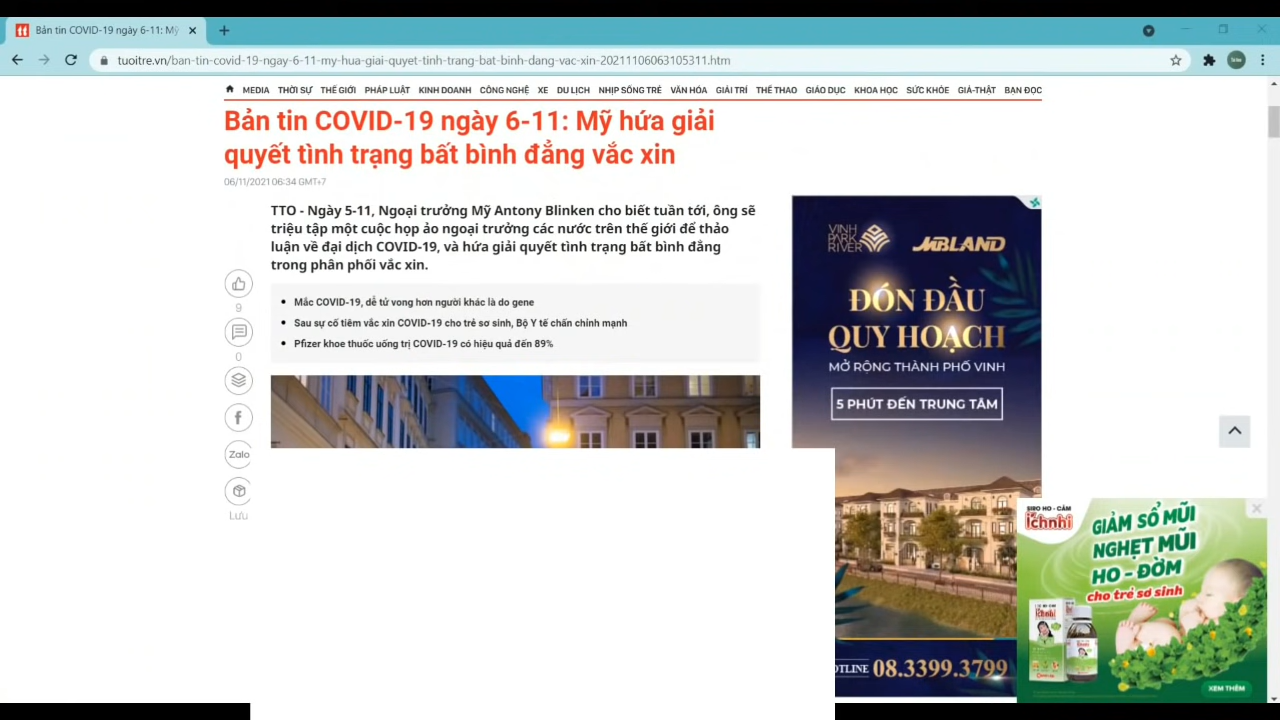 Bản tin COVID-19 ngày 6-11: Mỹ
tuoitre.vn/ban-tin-covid-19-ngay-6-11-my-hua-giai-quyet-tinh-trang-bat-binh-dang-vac-xin-20211106063105311.htm
MEDIA THỜI SỰ THẾ GIỚI PHÁP LUẬT KINH DOANH CÔNG NGHỆ XE DU LỊCH NHỊP SỐNG TRẺ VĂN HÓA GIẢI TRÍ THỂ THAO GIÁO DỤC KHOA HỌC SỨC KHỎE GIẢ-THẬT BẠN ĐỌC
Bản tin COVID-19 ngày 6-11: Mỹ hứa giải
quyết tình trạng bất bình đẳng vắc xin
06/11/2021 06:34 GMT+7
TTO - Ngày 5-11, Ngoại trưởng Mỹ Antony Blinken cho biết tuần tới, ông sẽ
triệu tập một cuộc họp ảo ngoại trưởng các nước trên thế giới để thảo
luận về đại dịch COVID-19, và hứa giải quyết tình trạng bất bình đẳng
trong phân phối vắc xin.
Mắc COVID-19, dễ tử vong hơn người khác là do gene
Sau sự cố tiêm vắc xin COVID-19 cho trẻ sơ sinh, Bộ Y tế chấn chỉnh mạnh
Pfizer khoe thuốc uống trị COVID-19 có hiệu quả đến 89%
9
0
Zalo
Lưu
VINH
PARK
RIVER
MBLAND
ĐÓN ĐẦU
QUY HOẠCH
MỞ RỘNG THÀNH PHỐ VINH
5 PHÚT ĐẾN TRUNG TÂM
OTLINE 08.3399.3799
SIRO HO - CẢM
ichnhi
GIẢM SỔ MŨI
NGHẸT MŨI
HO - ĐỜM
cho trẻ sơ sinh
ichnhi
XEM THÊM